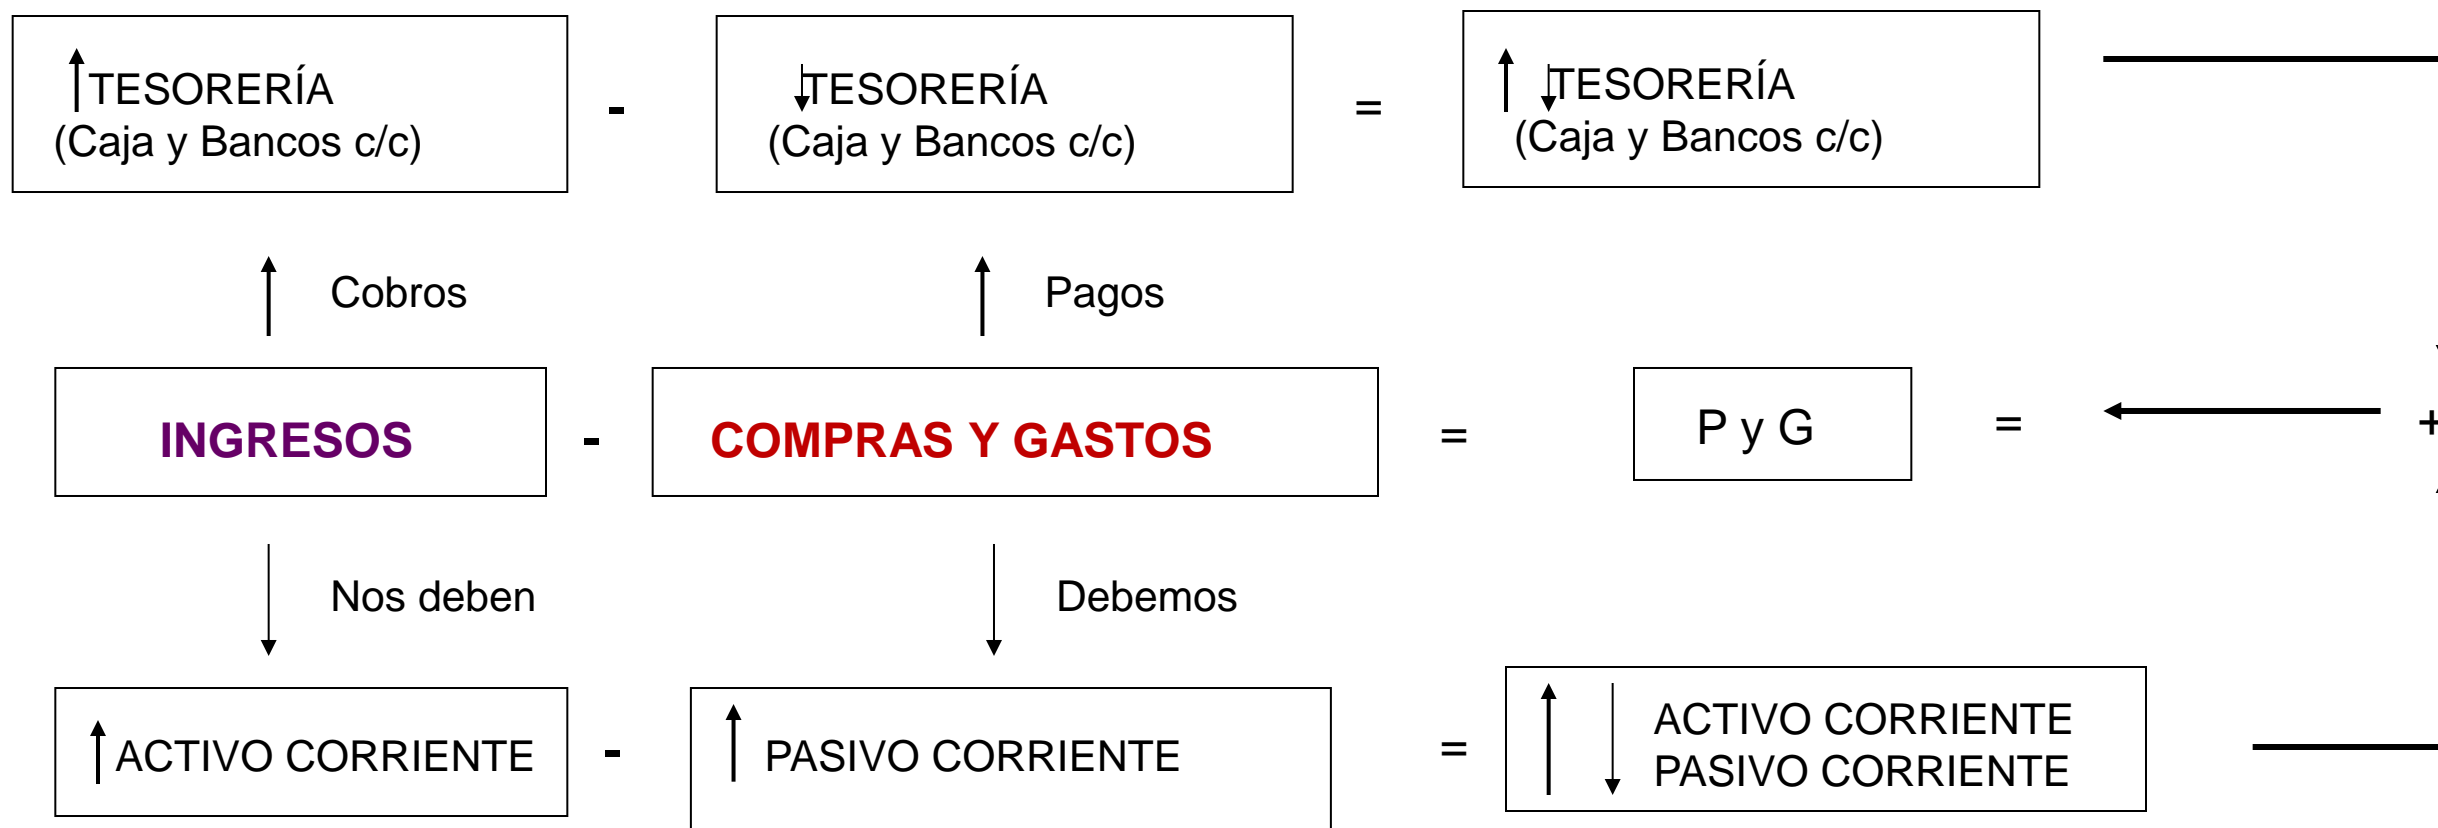 TESORERÍA
(Caja y Bancos c/c)
-
TESORERÍA
(Caja y Bancos c/c)
=
TESORERÍA
(Caja y Bancos c/c)
Cobros
Pagos
INGRESOS
-
COMPRAS Y GASTOS
=
P y G
=
+
Nos deben
Debemos
ACTIVO CORRIENTE
-
PASIVO CORRIENTE
=
ACTIVO CORRIENTE
PASIVO CORRIENTE